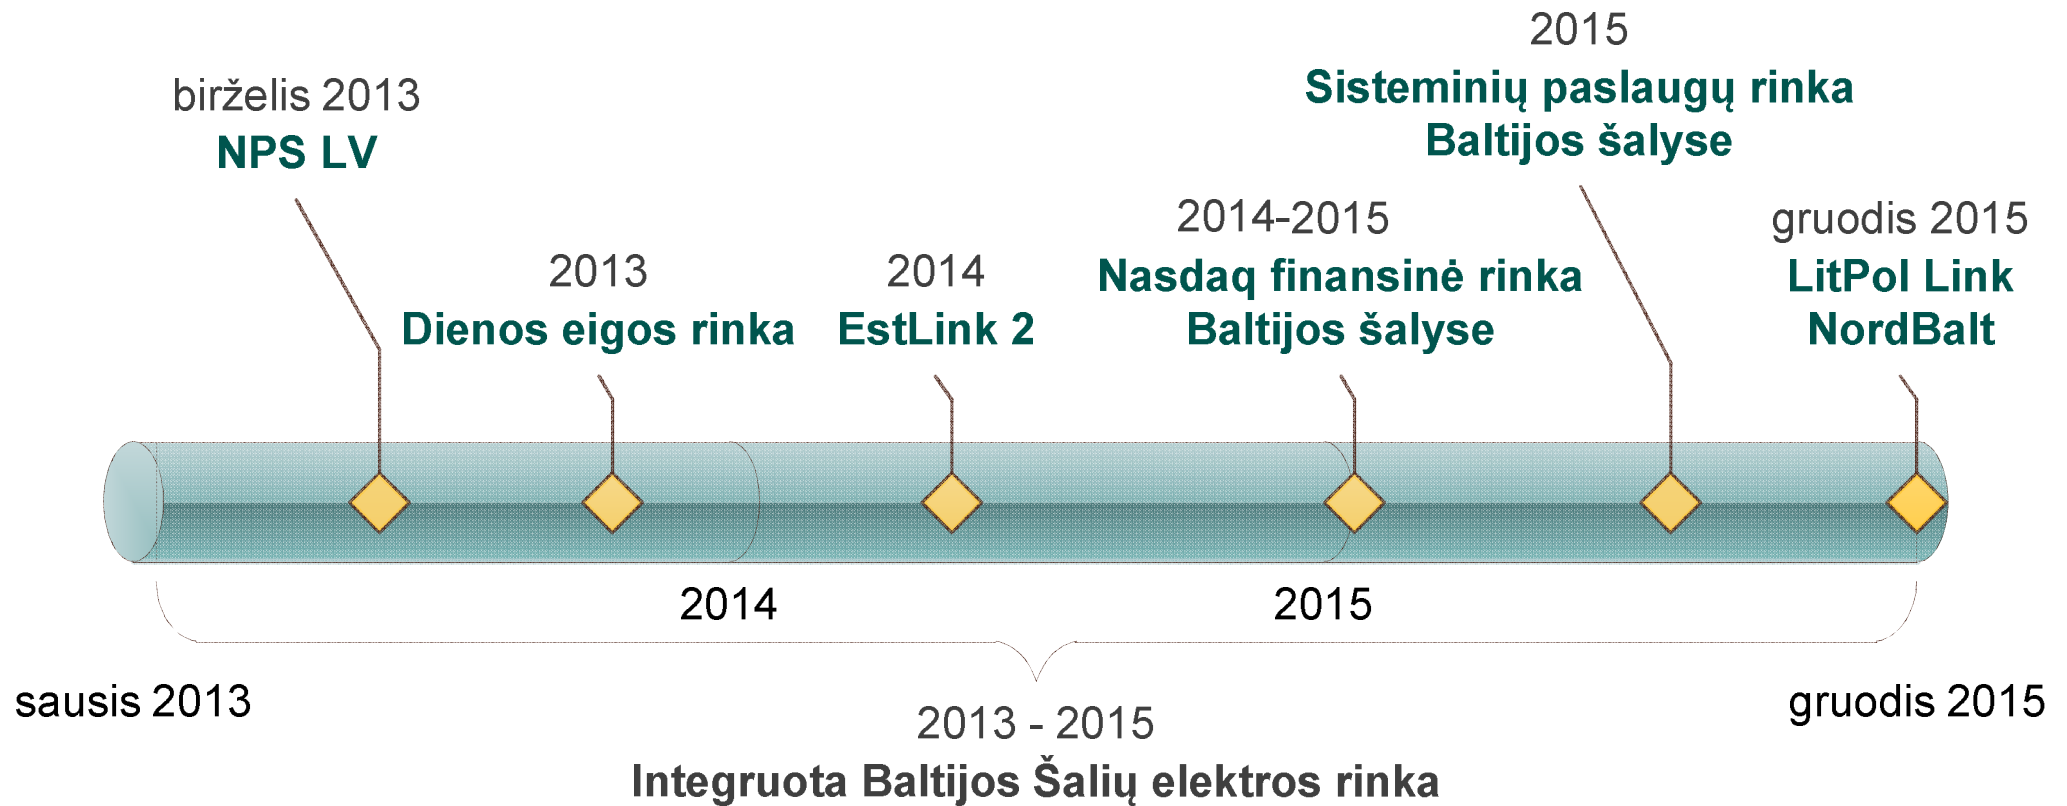 birželis 2013
NPS LV
2013
Dienos eigos rinka
2014
EstLink 2
2014-2015
Nasdaq finansinė rinka
Baltijos šalyse
2015
Sisteminių paslaugų rinka
Baltijos šalyse
gruodis 2015
LitPol Link
NordBalt
2014
2015
sausis 2013
gruodis 2015
2013 - 2015
Integruota Baltijos Šalių elektros rinka